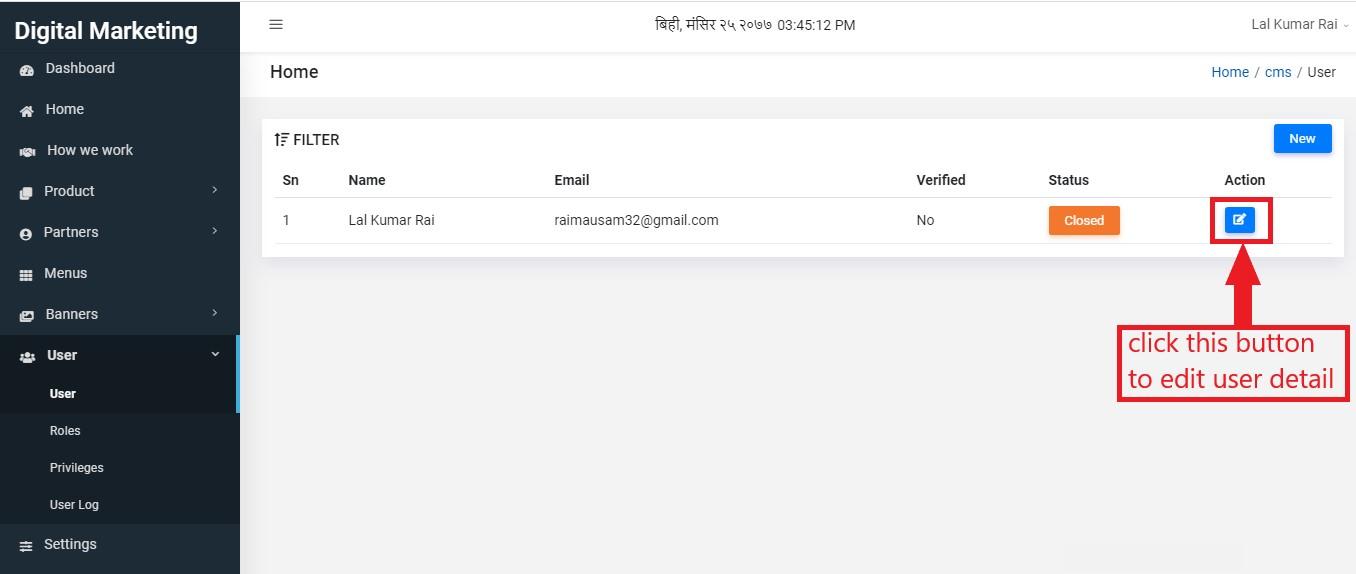 Digital Marketing
बिही, मंसिर २५ २०७७ 03:45:12 PM
Lal Kumar Rai
Dashboard
Home
How we work
Product
Partners
Menus
Banners
User
User
Roles
Privileges
User Log
Settings
Home
Home / cms / User
FILTER
New
Sn Name Email Verified Status Action
1 Lal Kumar Rai raimausam32@gmail.com No Closed
click this button
to edit user detail